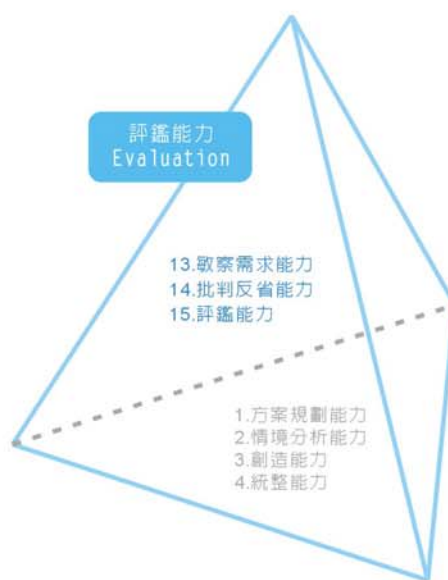 評鑑能力
Evaluation
13.敏察需求能力
14.批判反省能力
15.評鑑能力
1.方案規劃能力
2.情境分析能力
3.創造能力
4.統整能力